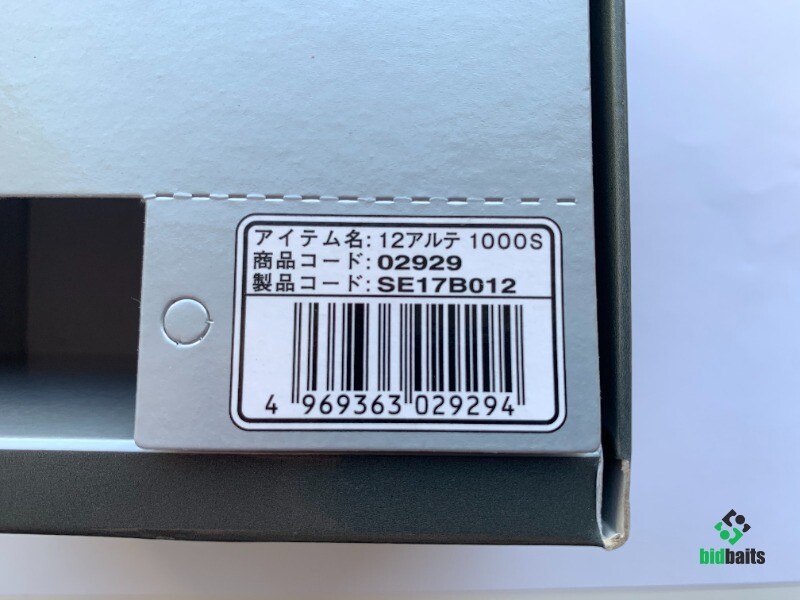 アイテム名: 12アルテ 1000S
商品コード: 02929
製品コード: SE17B012
4 969363 029294
bidbaits